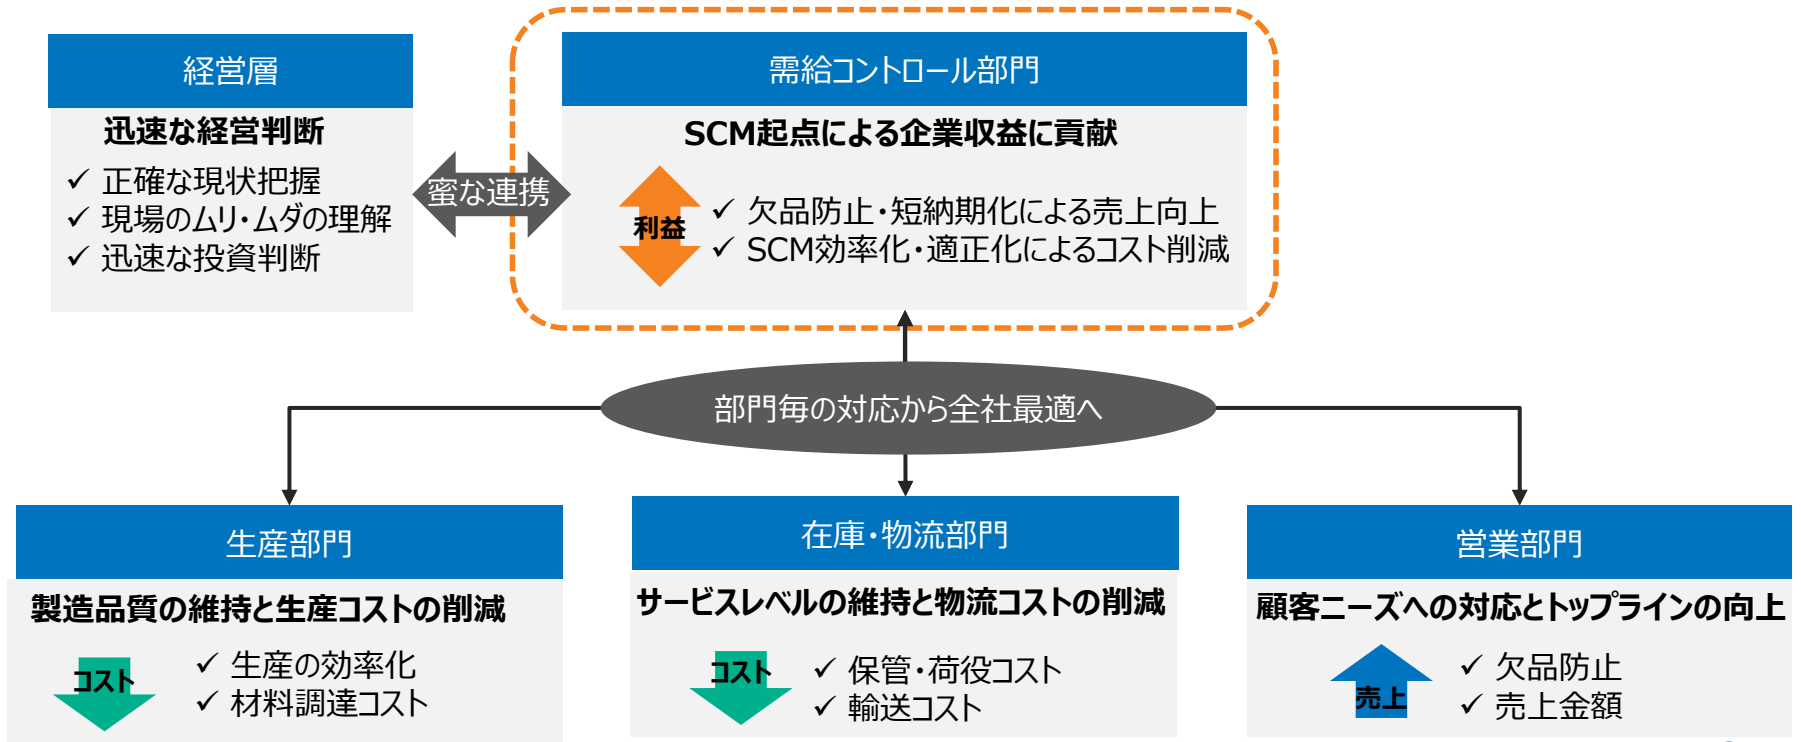 経営層
迅速な経営判断
✓ 正確な現状把握
✓ 現場のムリ・ムダの理解
✓ 迅速な投資判断
蜜な連携
需給コントロール部門
SCM起点による企業収益に貢献
利益
✓ 欠品防止・短納期化による売上向上
✓ SCM効率化・適正化によるコスト削減
部門毎の対応から全社最適へ
生産部門
製造品質の維持と生産コストの削減
コスト
✓ 生産の効率化
✓ 材料調達コスト
在庫・物流部門
サービスレベルの維持と物流コストの削減
コスト
✓ 保管・荷役コスト
✓ 輸送コスト
営業部門
顧客ニーズへの対応とトップラインの向上
売上
✓ 欠品防止
✓ 売上金額